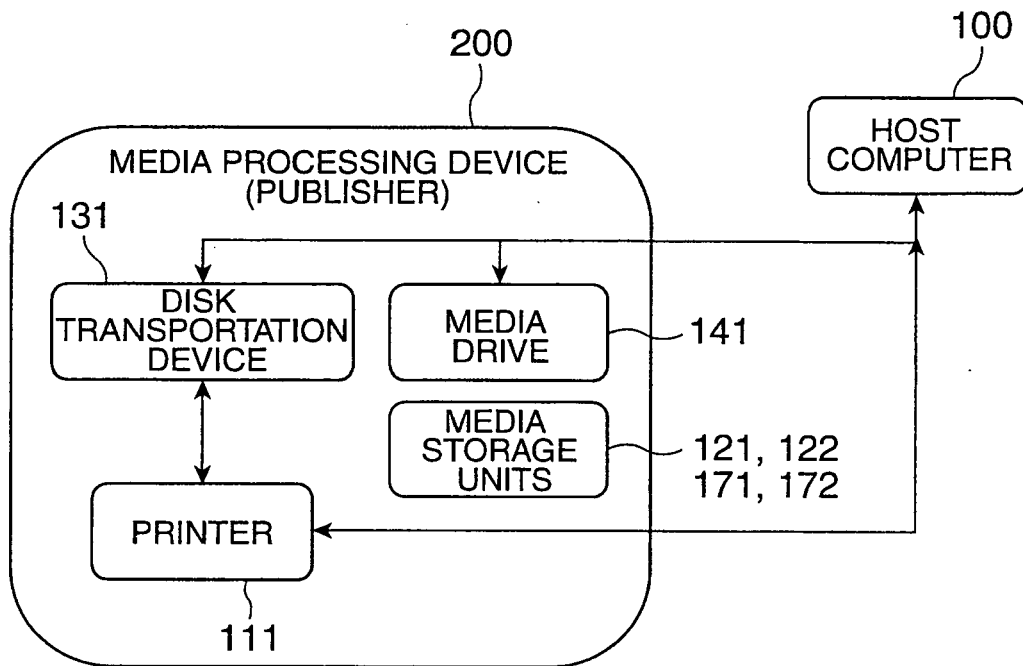 200
100
MEDIA PROCESSING DEVICE
(PUBLISHER)
HOST
COMPUTER
131
DISK
TRANSPORTATION
DEVICE
MEDIA
DRIVE
141
MEDIA
STORAGE
UNITS
121, 122
171, 172
PRINTER
111